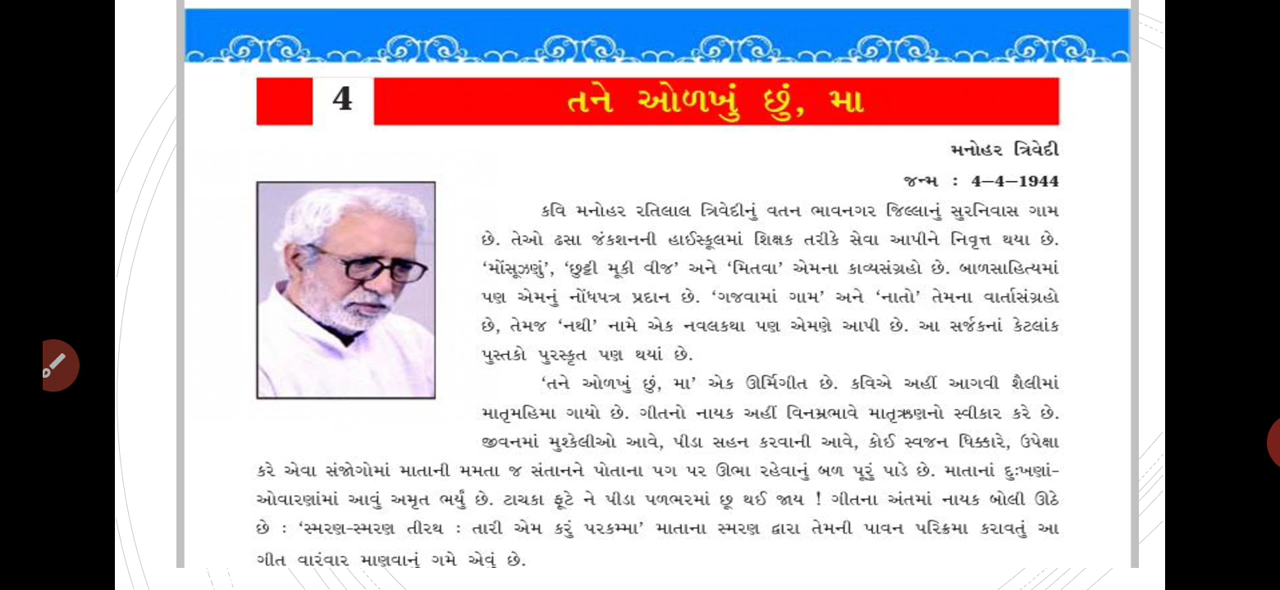 4
તને ઓળખું છું, મા
મનોહર ત્રિવેદી
જન્મ : 4–4–1944
કવિ મનોહર રતિલાલ ત્રિવેદીનું વતન ભાવનગર જિલ્લાનું સુરનિવાસ ગામ
છે. તેઓ ઢસા જંકશનની હાઈસ્કૂલમાં શિક્ષક તરીકે સેવા આપીને નિવૃત્ત થયા છે.
‘મોંસૂઝણું’, ‘છુટ્ટી મૂકી વીજ’ અને ‘મિતવા’ એમના કાવ્યસંગ્રહો છે. બાળસાહિત્યમાં
પણ એમનું નોંધપત્ર પ્રદાન છે. ‘ગજવામાં ગામ’ અને ‘નાતો’ તેમના વાર્તાસંગ્રહો
છે, તેમજ ‘નથી’ નામે એક નવલકથા પણ એમણે આપી છે. આ સર્જકનાં કેટલાંક
પુસ્તકો પુરસ્કૃત પણ થયાં છે.
‘તને ઓળખું છું, મા’ એક ઊર્મિગીત છે. કવિએ અહીં આગવી શૈલીમાં
માતૃમહિમા ગાયો છે. ગીતનો નાયક અહીં વિનમ્રભાવે માતૃઋણનો સ્વીકાર કરે છે.
જીવનમાં મુશ્કેલીઓ આવે, પીડા સહન કરવાની આવે, કોઈ સ્વજન ધિક્કારે, ઉપેક્ષા
કરે એવા સંજોગોમાં માતાની મમતા જ સંતાનને પોતાના પગ પર ઊભા રહેવાનું બળ પૂરું પાડે છે. માતાનાં દુઃખણાં-
ઓવારણાંમાં આવું અમૃત ભર્યું છે. ટાચકા ફૂટે ને પીડા પળભરમાં છૂ થઈ જાય ! ગીતના અંતમાં નાયક બોલી ઊઠે
છે : ‘સ્મરણ-સ્મરણ તીરથ : તારી એમ કરું પરકમ્મા’ માતાના સ્મરણ દ્વારા તેમની પાવન પરિક્રમા કરાવતું આ
ગીત વારંવાર માણવાનું ગમે એવું છે.